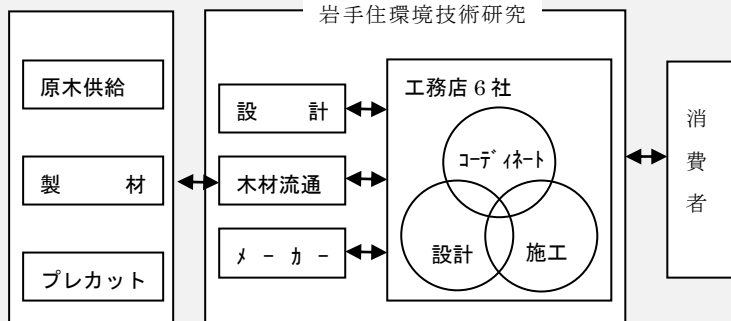 岩手住環境技術研究
原木供給
製　　材
プレカット
設　　計
木材流通
ﾒ － ｶ －
工務店６社
ｺｰﾃﾞｨﾈｰﾄ
設計
施工
消
費
者